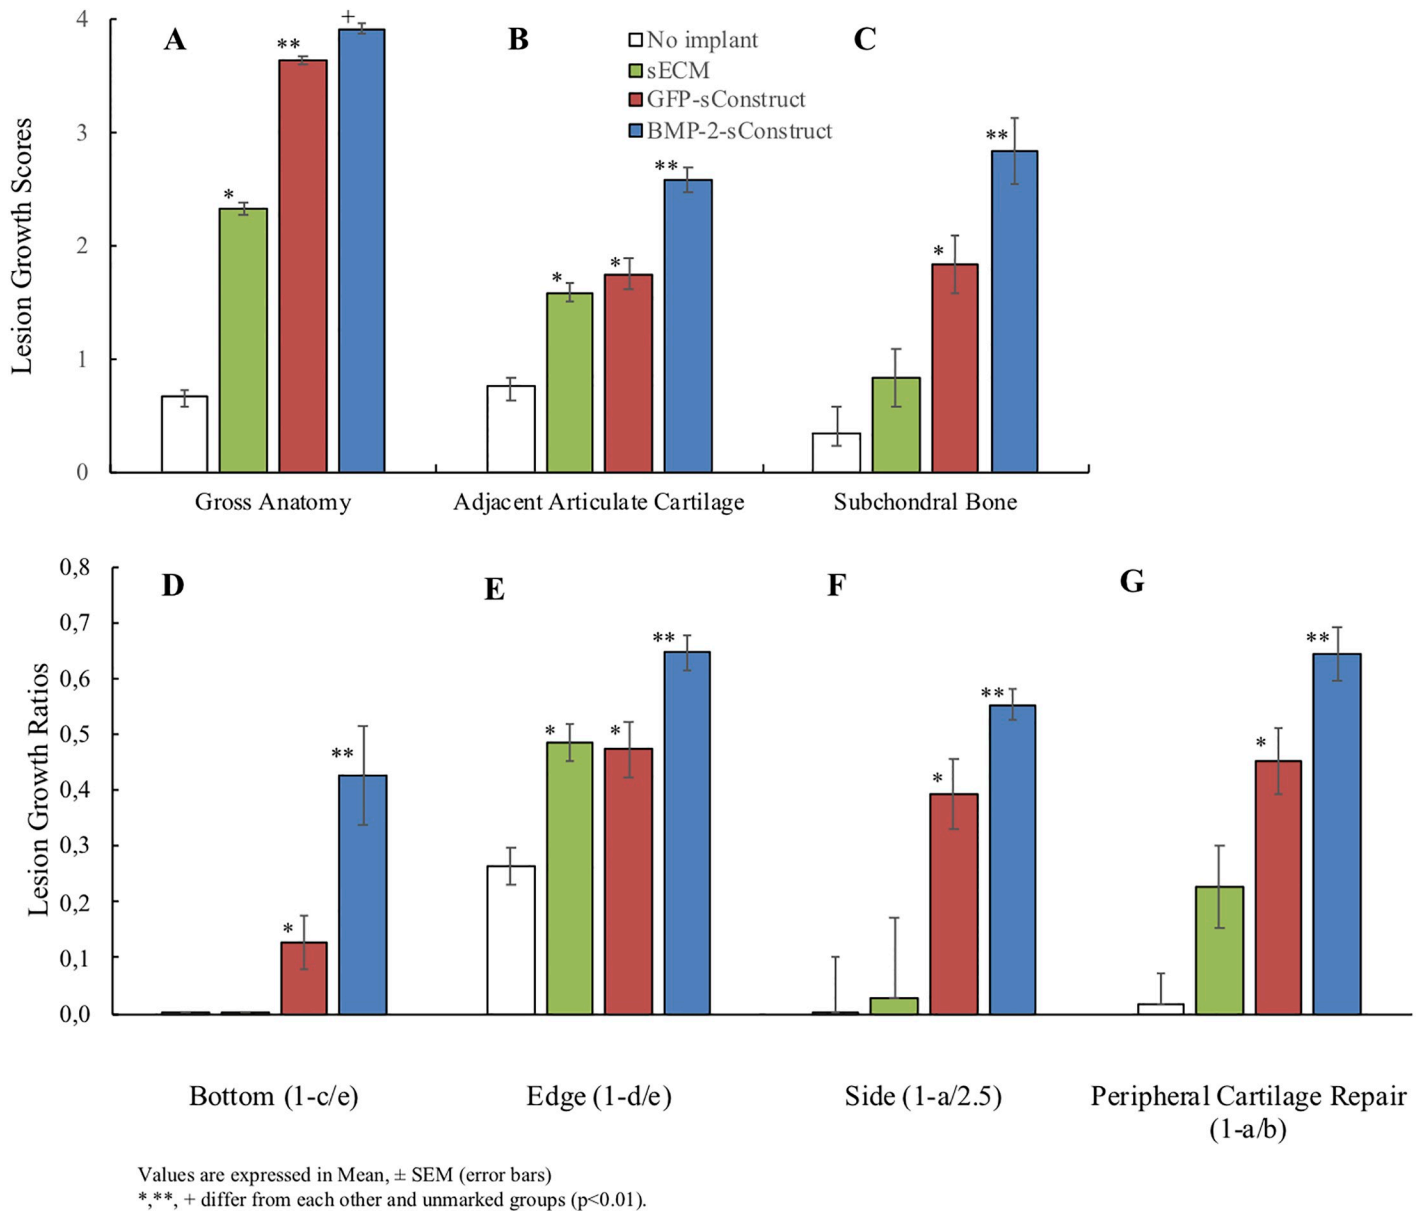 A
B
C
No implant
sECM
GFP-sConstruct
BMP-2-sConstruct
Lesion Growth Scores
4
3
2
1
0
*
**
+
*
*
**
*
**
Gross Anatomy
Adjacent Articulate Cartilage
Subchondral Bone
D
E
F
G
Lesion Growth Ratios
0,8
0,7
0,6
0,5
0,4
0,3
0,2
0,1
0,0
*
**
*
*
**
*
**
*
**
Bottom (1-c/e)
Edge (1-d/e)
Side (1-a/2.5)
Peripheral Cartilage Repair
(1-a/b)
Values are expressed in Mean, ± SEM (error bars)
*,**, + differ from each other and unmarked groups (p<0.01).